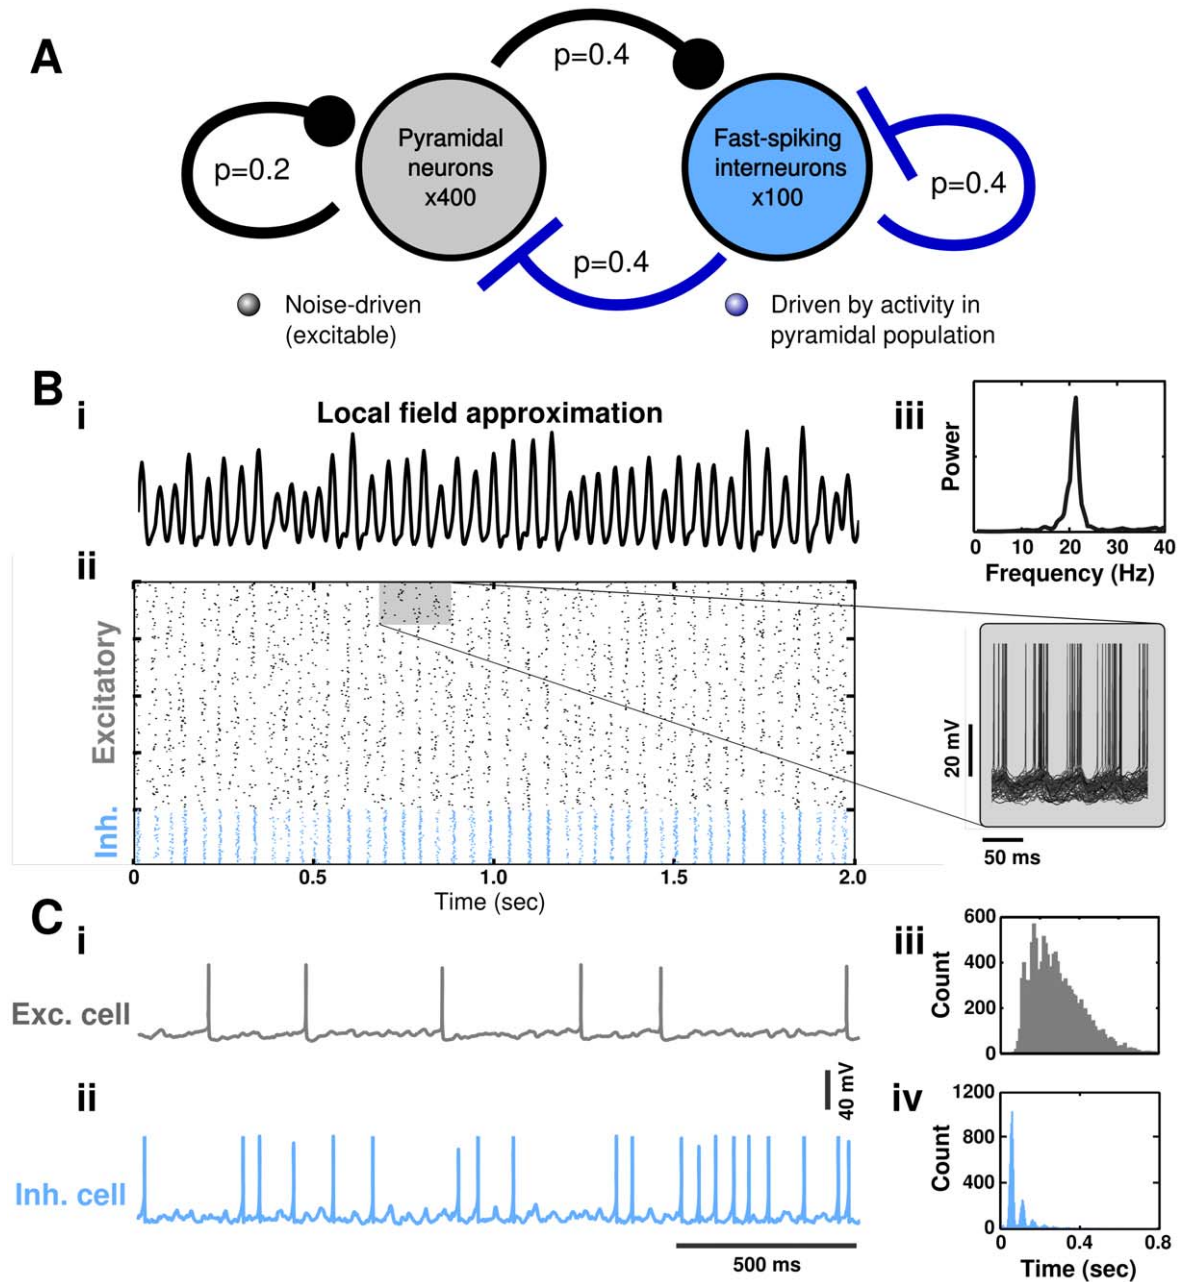 A
p=0.4
p=0.2
Pyramidal
neurons
x400
Fast-spiking
interneurons
x100
p=0.4
p=0.4
Noise-driven
(excitable)
Driven by activity in
pyramidal population
B
i
Local field approximation
iii
Power
0 10 20 30 40
Frequency (Hz)
ii
Excitatory
Inh.
0 0.5 1.0 1.5 2.0
Time (sec)
20 mV
50 ms
C
i
Exc. cell
iii
Count
600
400
200
0
40 mV
ii
Inh. cell
500 ms
iv
Count
1200
800
400
0
0 0.4 0.8
Time (sec)